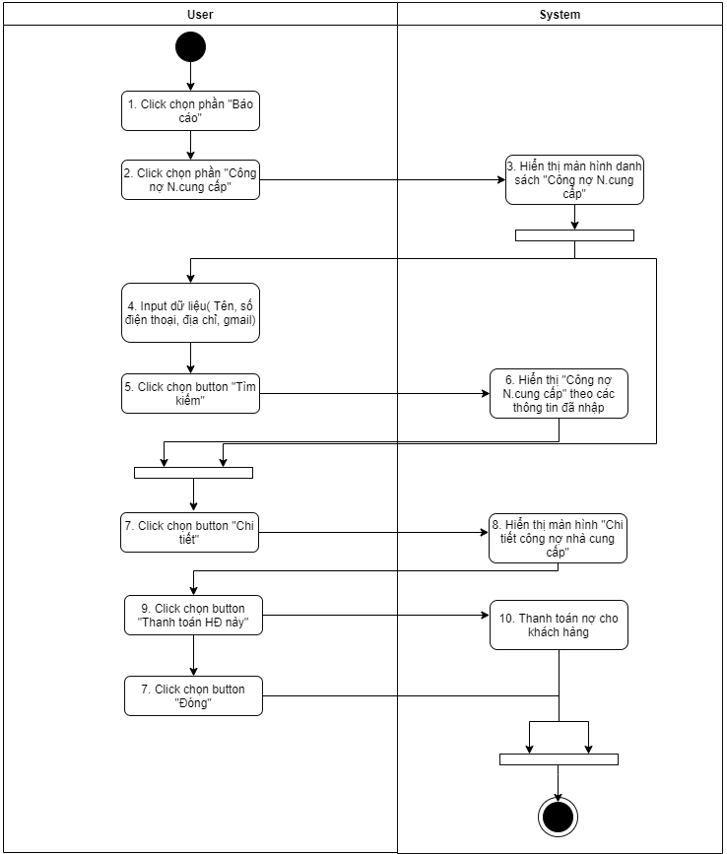 User
System
1. Click chọn phần "Báo
cáo"
2. Click chọn phần "Công
nợ N.cung cấp"
3. Hiển thị màn hình danh
sách "Công nợ N.cung
cấp"
4. Input dữ liệu( Tên, số
điện thoại, địa chỉ, gmail)
5. Click chọn button "Tìm
kiếm"
6. Hiển thị "Công nợ
N.cung cấp" theo các
thông tin đã nhập
7. Click chọn button "Chi
tiết"
8. Hiển thị màn hình "Chi
tiết công nợ nhà cung
cấp"
9. Click chọn button
"Thanh toán HĐ này"
10. Thanh toán nợ cho
khách hàng
7. Click chọn button
"Đóng"